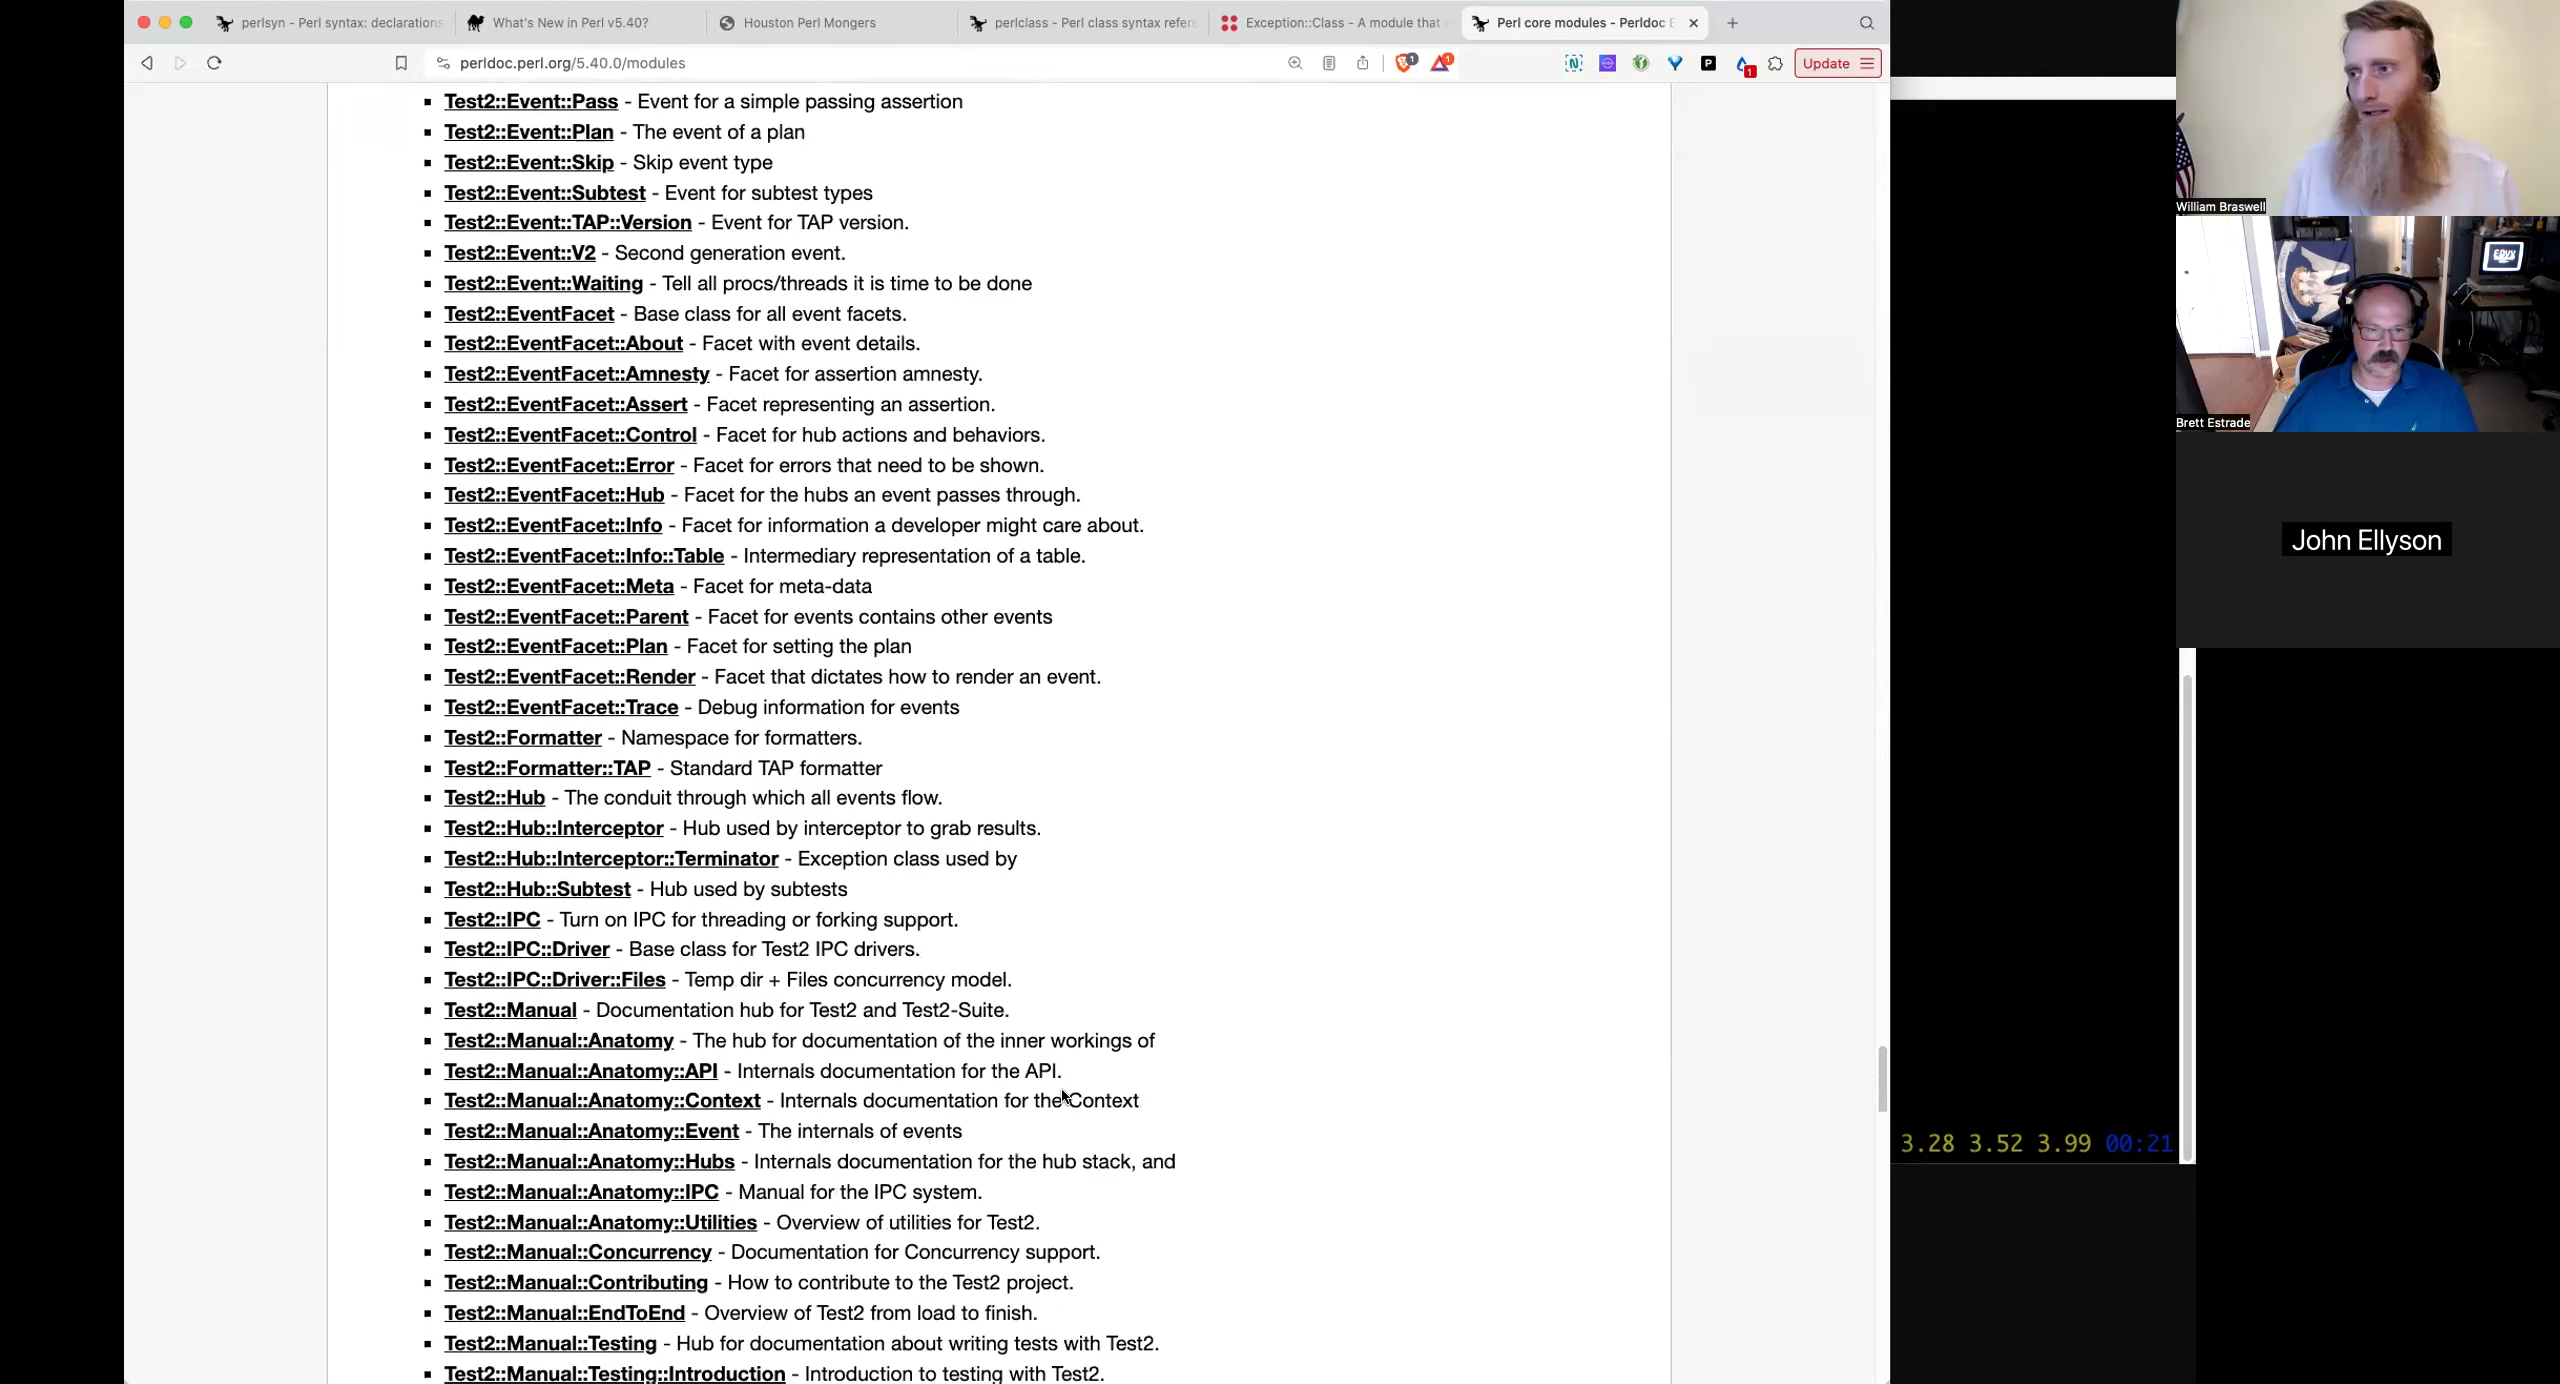 perlsyn - Perl syntax: declarations
What's New in Perl v5.40?
Houston Perl Mongers
perlclass - Perl class syntax refere
Exception::Class - A module that
Perl core modules - Perldoc
perldoc.perl.org/5.40.0/modules
Update
Test2::Event::Pass - Event for a simple passing assertion
Test2::Event::Plan - The event of a plan
Test2::Event::Skip - Skip event type
Test2::Event::Subtest - Event for subtest types
Test2::Event::TAP::Version - Event for TAP version.
Test2::Event::V2 - Second generation event.
Test2::Event::Waiting - Tell all procs/threads it is time to be done
Test2::EventFacet - Base class for all event facets.
Test2::EventFacet::About - Facet with event details.
Test2::EventFacet::Amnesty - Facet for assertion amnesty.
Test2::EventFacet::Assert - Facet representing an assertion.
Test2::EventFacet::Control - Facet for hub actions and behaviors.
Test2::EventFacet::Error - Facet for errors that need to be shown.
Test2::EventFacet::Hub - Facet for the hubs an event passes through.
Test2::EventFacet::Info - Facet for information a developer might care about.
Test2::EventFacet::Info::Table - Intermediary representation of a table.
Test2::EventFacet::Meta - Facet for meta-data
Test2::EventFacet::Parent - Facet for events contains other events
Test2::EventFacet::Plan - Facet for setting the plan
Test2::EventFacet::Render - Facet that dictates how to render an event.
Test2::EventFacet::Trace - Debug information for events
Test2::Formatter - Namespace for formatters.
Test2::Formatter::TAP - Standard TAP formatter
Test2::Hub - The conduit through which all events flow.
Test2::Hub::Interceptor - Hub used by interceptor to grab results.
Test2::Hub::Interceptor::Terminator - Exception class used by
Test2::Hub::Subtest - Hub used by subtests
Test2::IPC - Turn on IPC for threading or forking support.
Test2::IPC::Driver - Base class for Test2 IPC drivers.
Test2::IPC::Driver::Files - Temp dir + Files concurrency model.
Test2::Manual - Documentation hub for Test2 and Test2-Suite.
Test2::Manual::Anatomy - The hub for documentation of the inner workings of
Test2::Manual::Anatomy::API - Internals documentation for the API.
Test2::Manual::Anatomy::Context - Internals documentation for the Context
Test2::Manual::Anatomy::Event - The internals of events
Test2::Manual::Anatomy::Hubs - Internals documentation for the hub stack, and
Test2::Manual::Anatomy::IPC - Manual for the IPC system.
Test2::Manual::Anatomy::Utilities - Overview of utilities for Test2.
Test2::Manual::Concurrency - Documentation for Concurrency support.
Test2::Manual::Contributing - How to contribute to the Test2 project.
Test2::Manual::EndToEnd - Overview of Test2 from load to finish.
Test2::Manual::Testing - Hub for documentation about writing tests with Test2.
Test2::Manual::Testing::Introduction - Introduction to testing with Test2.
William Braswell
Brett Estrade
John Ellyson
3.28 3.52 3.99 00:21